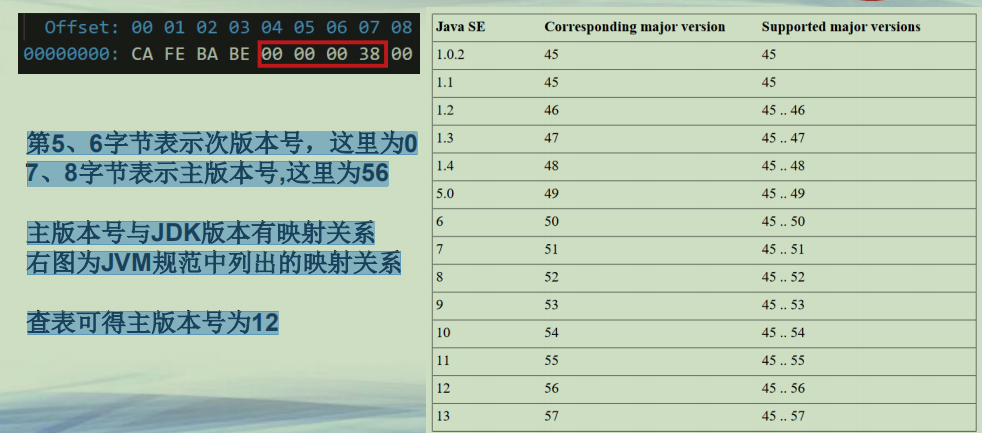 Offset: 00 01 02 03 04 05 06 07 08
00000000: CA FE BA BE 00 00 00 38 00
第5、6字节表示次版本号，这里为0
7、8字节表示主版本号,这里为56
主版本号与JDK版本有映射关系
右图为JVM规范中列出的映射关系
查表可得主版本号为12
Java SE Corresponding major version Supported major versions
1.0.2 45 45
1.1 45 45
1.2 46 45 .. 46
1.3 47 45 .. 47
1.4 48 45 .. 48
5.0 49 45 .. 49
6 50 45 .. 50
7 51 45 .. 51
8 52 45 .. 52
9 53 45 .. 53
10 54 45 .. 54
11 55 45 .. 55
12 56 45 .. 56
13 57 45 .. 57